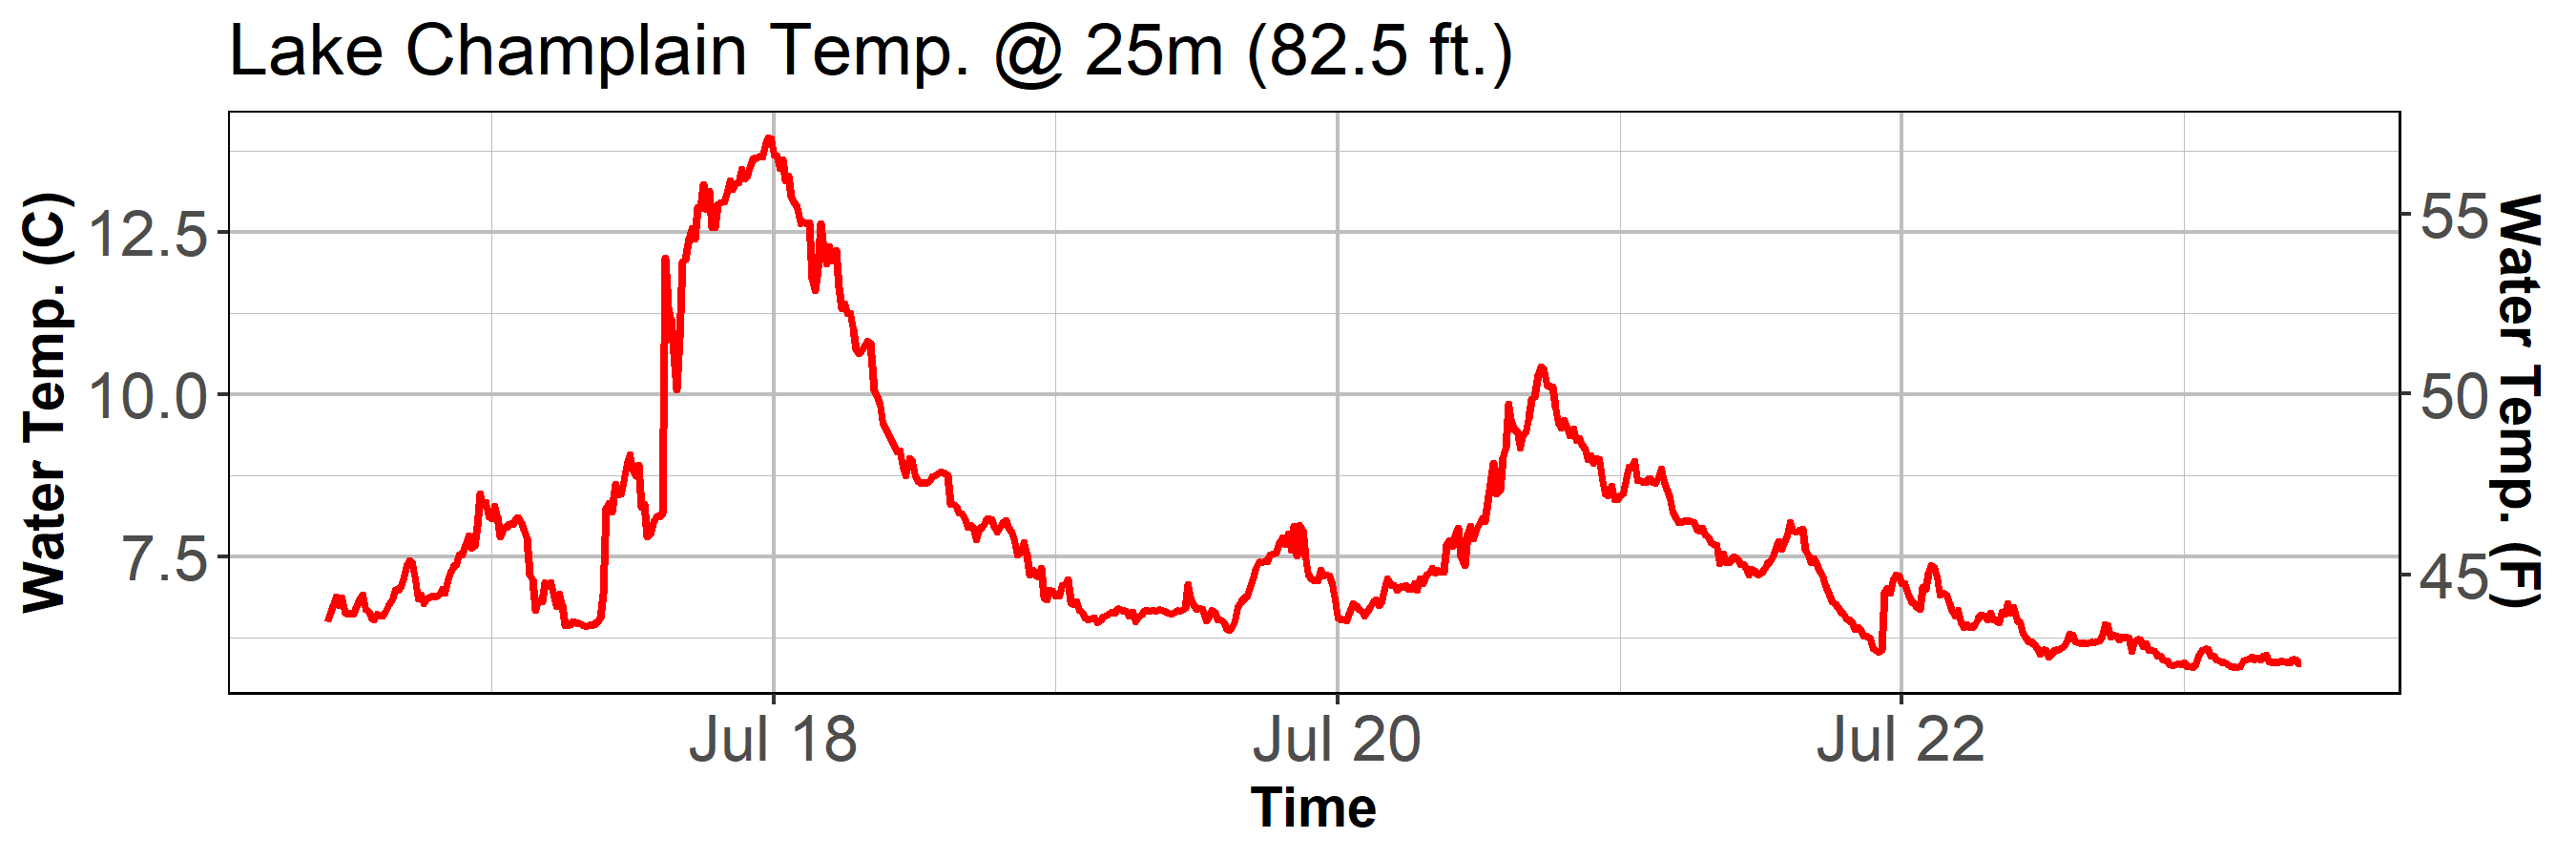 Lake Champlain Temp. @ 25m (82.5 ft.)
Water Temp. (C)
12.5
10.0
7.5
55
50
45
Water Temp. (F)
Jul 18
Jul 20
Jul 22
Time